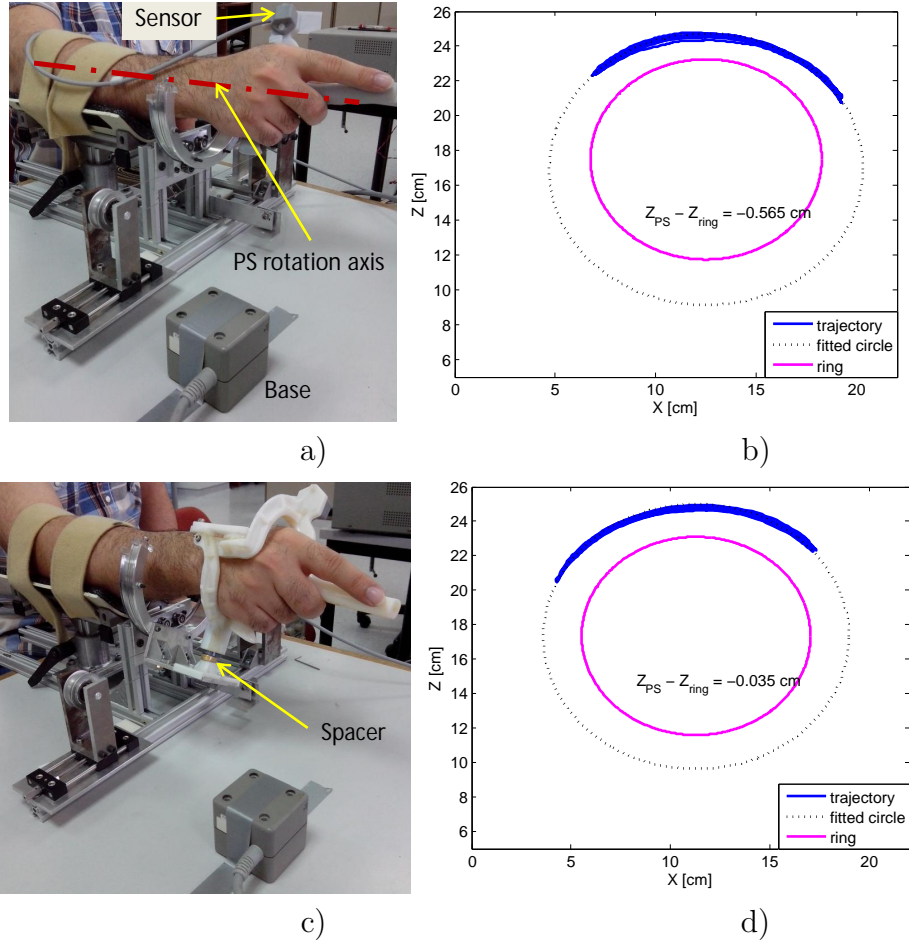 Sensor
PS rotation axis
Base
a)
26
24
22
20
18
16
14
12
10
8
6
Z [cm]
Z_PS − Z_ring = −0.565 cm
trajectory
fitted circle
ring
0 5 10 15 20
X [cm]
b)
Spacer
c)
26
24
22
20
18
16
14
12
10
8
6
Z [cm]
Z_PS − Z_ring = −0.035 cm
trajectory
fitted circle
ring
0 5 10 15 20
X [cm]
d)